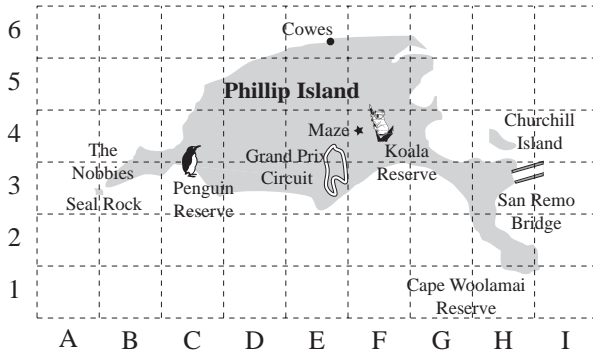 6
Cowes
5
Phillip Island
4
Maze
Churchill
Island
The
Nobbies
Grand Prix
Circuit
Koala
Reserve
3
Penguin
Reserve
Seal Rock
San Remo
Bridge
2
1
Cape Woolamai
Reserve
A B C D E F G H I